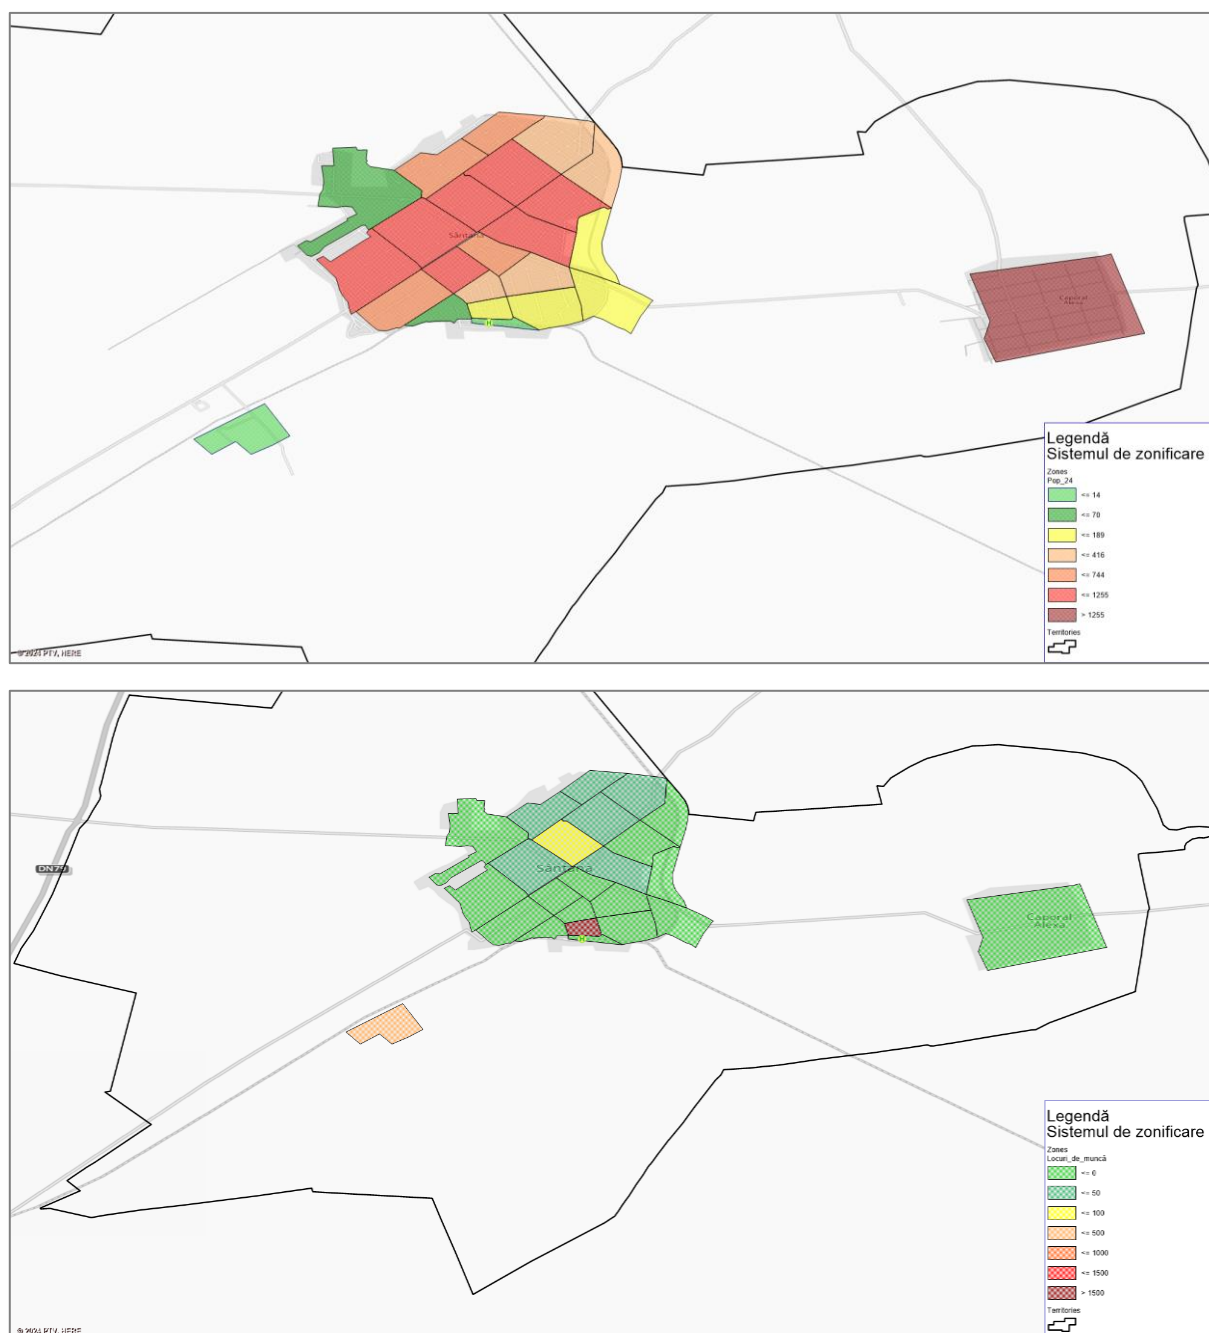 Sântana
Caporal
Alexa
H
Legendă
Sistemul de zonificare
Zones
Pop_24
<= 14
<= 70
<= 189
<= 416
<= 744
<= 1255
> 1255
Territories
© 2024 PTV, HERE
DN79
Sântana
Caporal
Alexa
H
Legendă
Sistemul de zonificare
Zones
Locuri_de_muncă
<= 0
<= 50
<= 100
<= 500
<= 1000
<= 1500
> 1500
Territories
© 2024 PTV, HERE